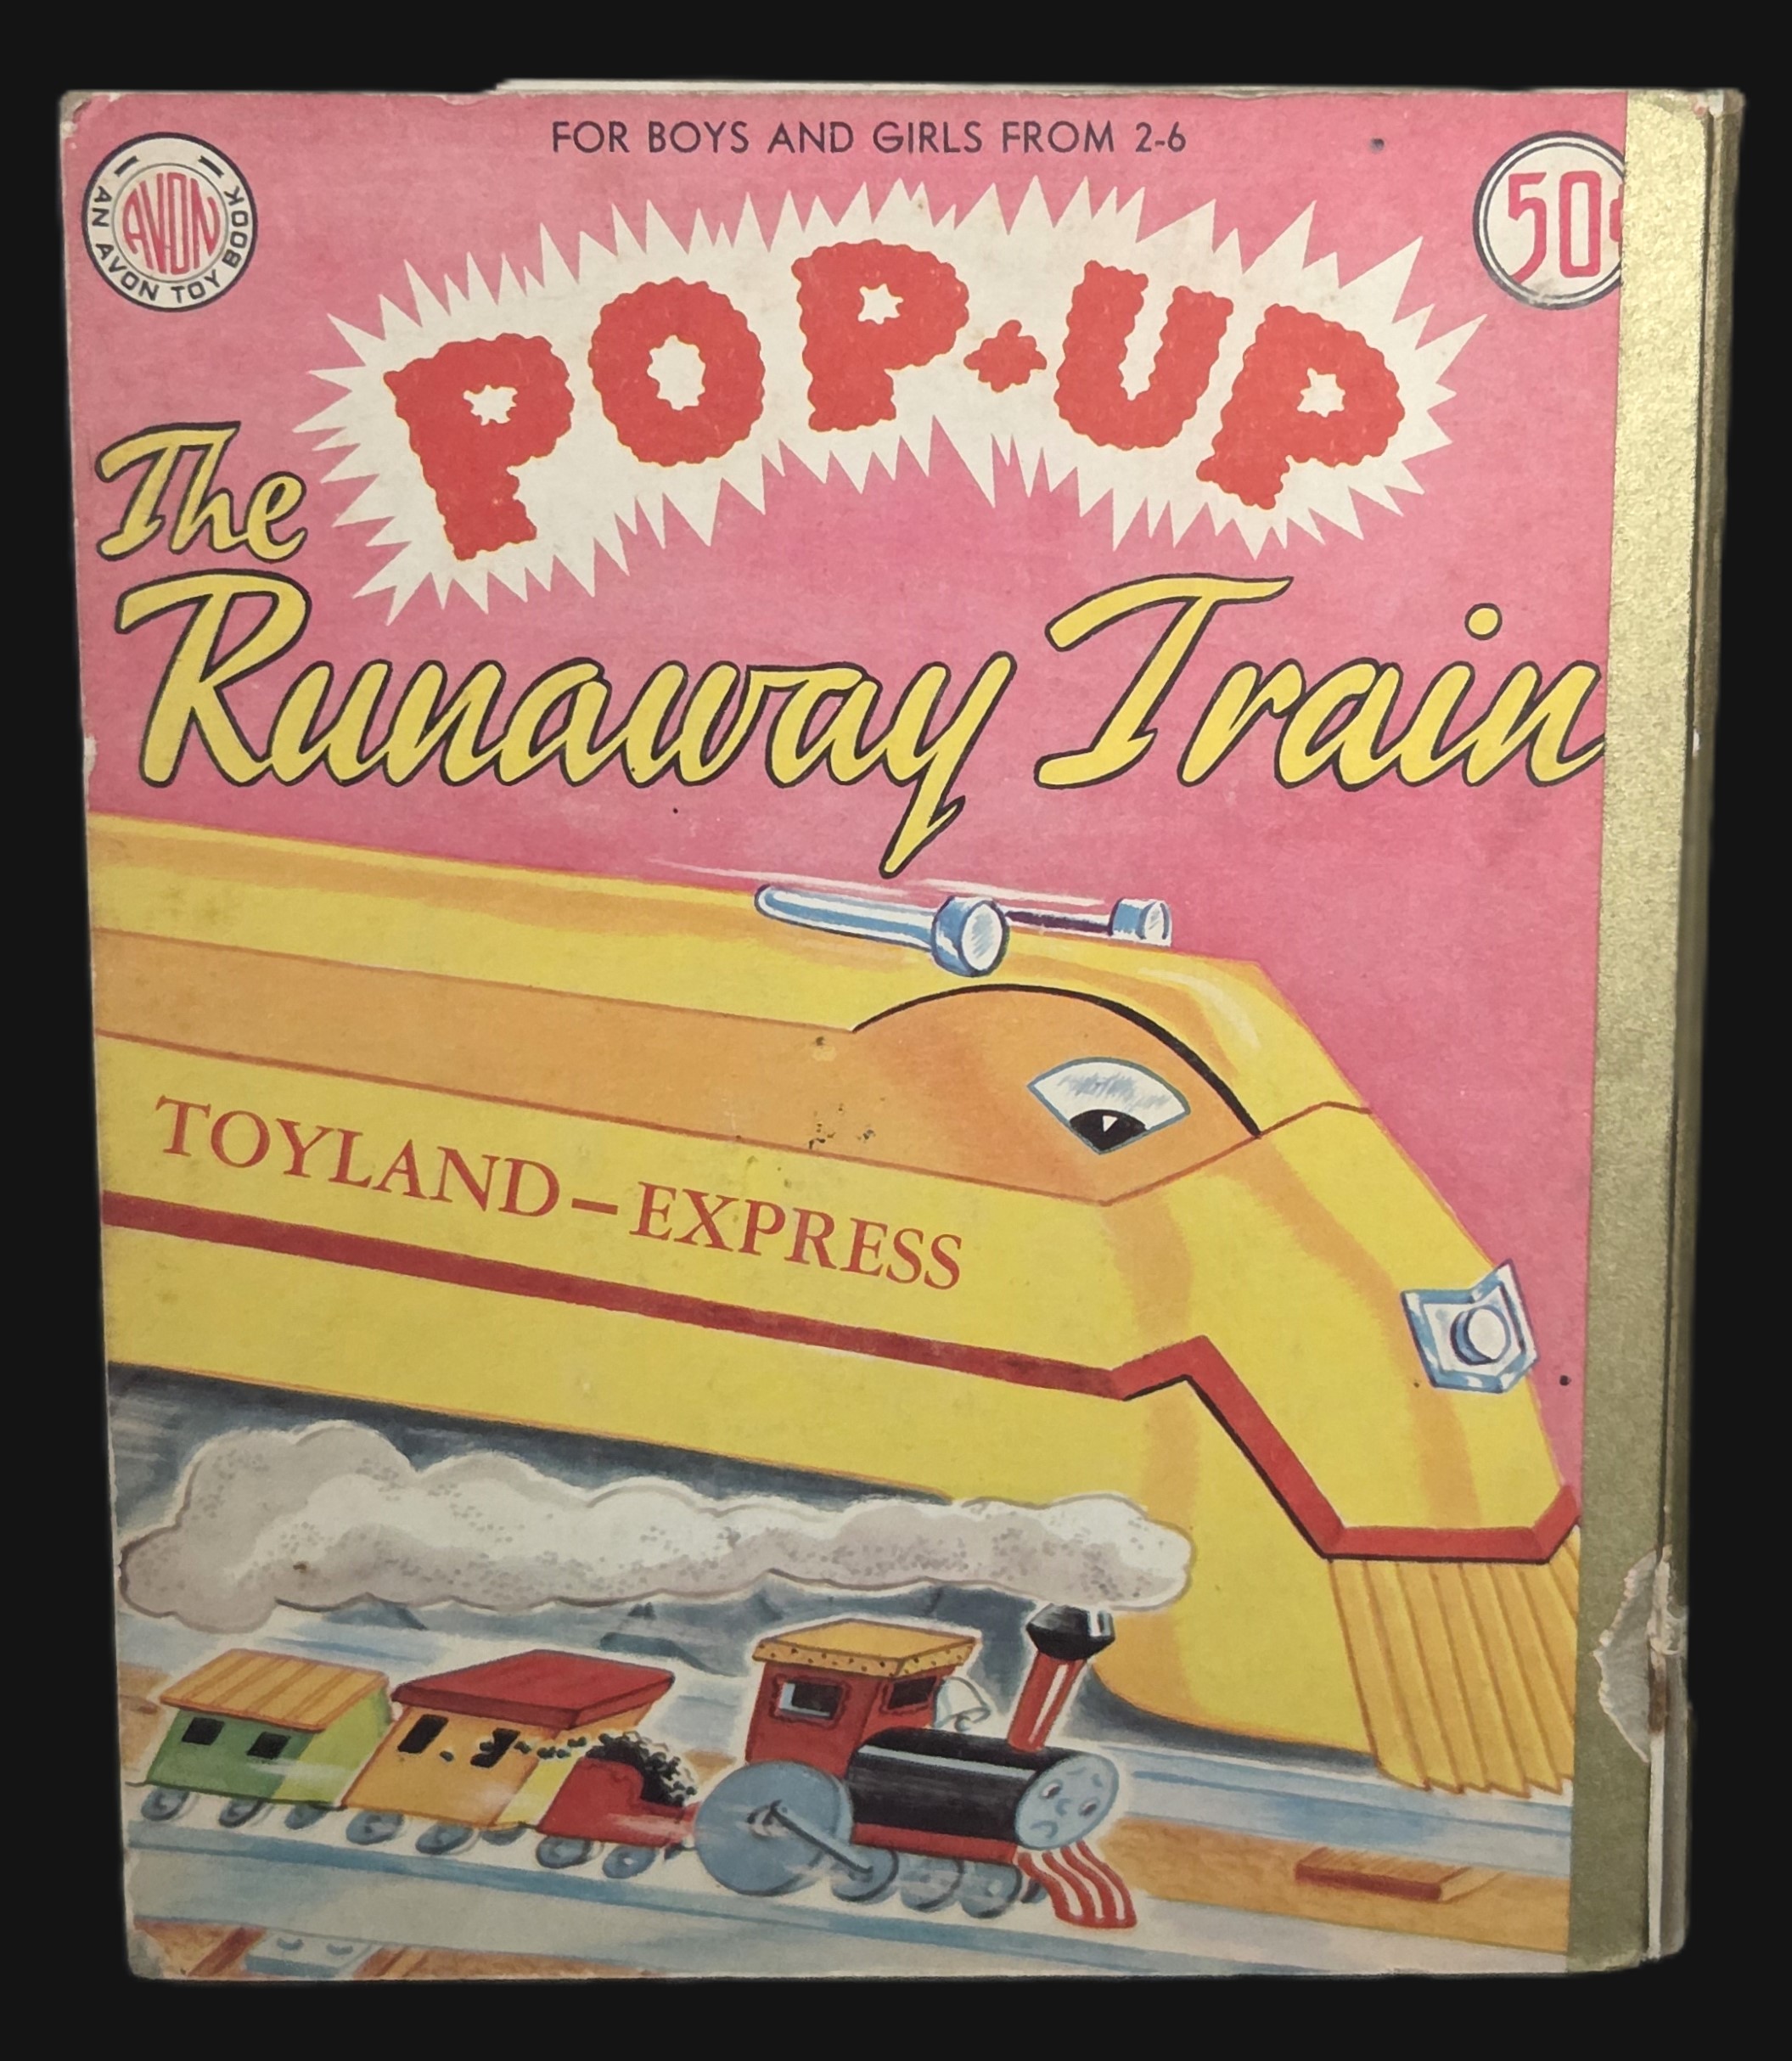 FOR BOYS AND GIRLS FROM 2-6
AVON
AN AVON TOY BOOK
50¢
POP-UP
The
Runaway Train
TOYLAND-EXPRESS